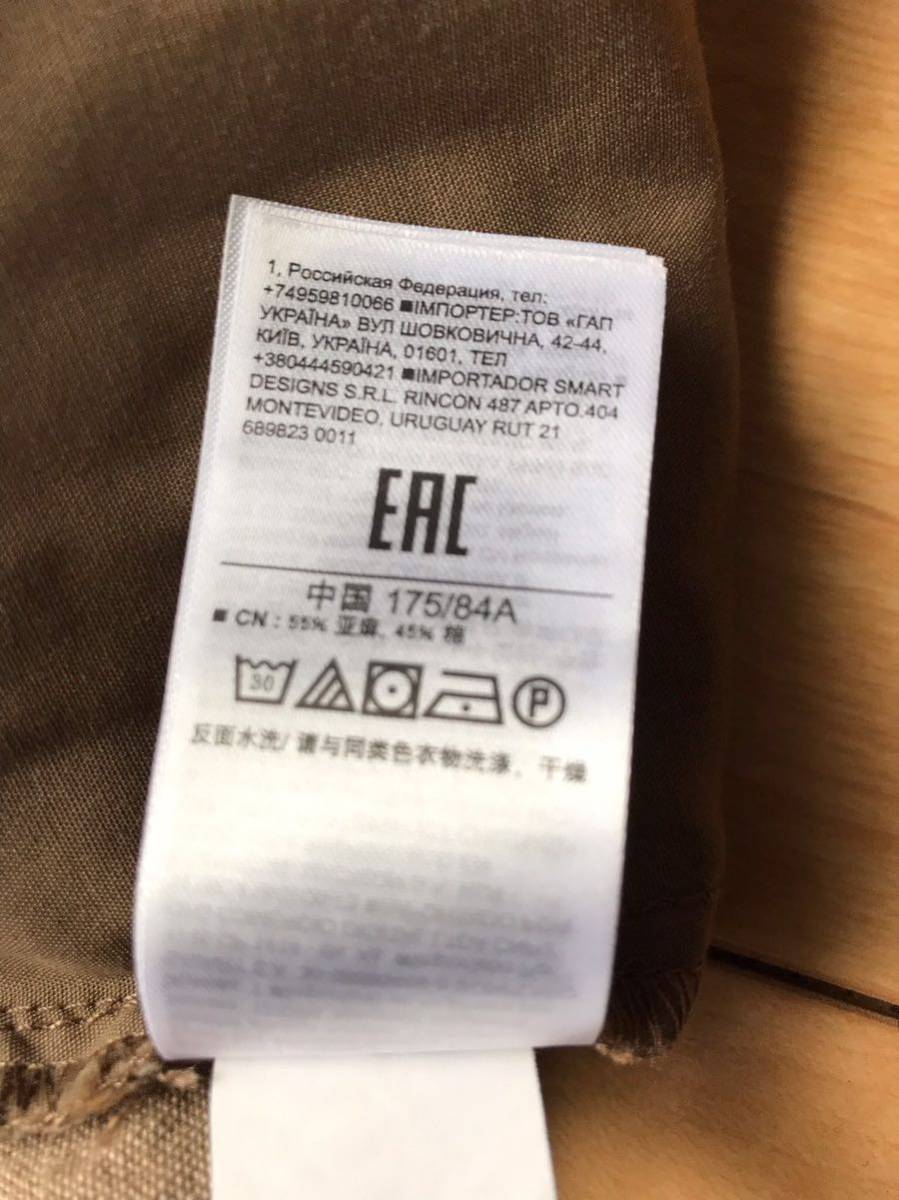 1, Российская Федерация, тел:
+74959810066 ■ІМПОРТЕР:ТОВ «ГАП
УКРАЇНА» ВУЛ ШОВКОВИЧНА, 42-44,
КИЇВ, УКРАЇНА, 01601, ТЕЛ
+380444590421 ■IMPORTADOR SMART
DESIGNS S.R.L. RINCON 487 APTO.404
MONTEVIDEO, URUGUAY RUT 21
689823 0011
EAC
中国 175/84A
■ CN : 55% 亚麻, 45% 棉
30
P
反面水洗/ 请与同类色衣物洗涤, 干燥